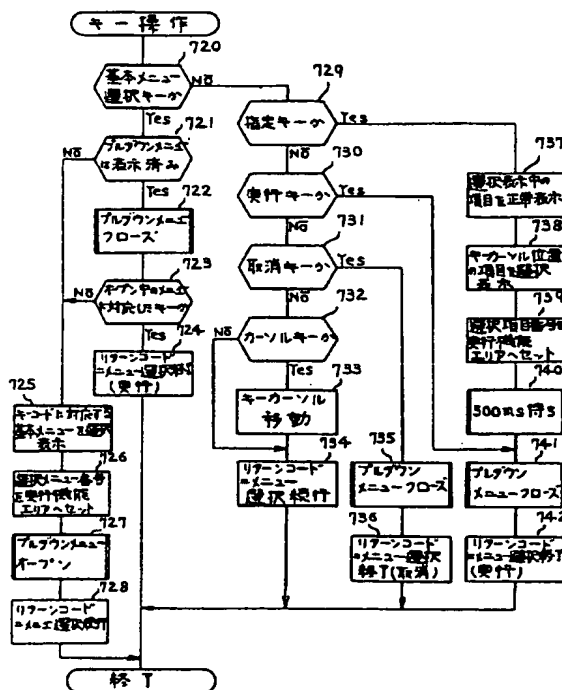 キー操作
720
基本メニュー
選択キーか
No
Yes
721
プルダウンメニュー
は表示済み
No
Yes
722
プルダウンメニュー
クローズ
723
オープン中のメニュー
に対応したキーか
No
Yes
724
リターンコード
=メニュー選択終了
(実行)
725
キーコードに対応する
基本メニューを選択
表示
726
選択メニュー番号
を実行機能
エリアへセット
727
プルダウンメニュー
オープン
728
リターンコード
=メニュー選択続行
729
指定キーか
Yes
No
730
実行キーか
Yes
No
731
取消キーか
Yes
No
732
カーソルキーか
No
Yes
733
キーカーソル
移動
734
リターンコード
=メニュー
選択続行
735
プルダウン
メニュークローズ
736
リターンコード
=メニュー選択
終了(取消)
737
選択表示中の
項目を正常表示
738
キーカーソル位置
の項目を選択
表示
739
選択項目番号を
実行機能
エリアへセット
740
300ms待つ
741
プルダウン
メニュークローズ
742
リターンコード
=メニュー選択終了
(実行)
終了